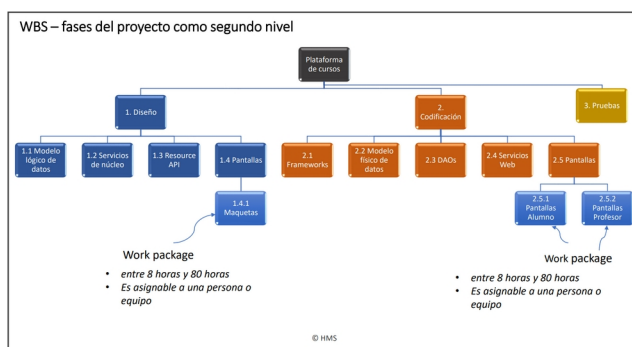 WBS – fases del proyecto como segundo nivel
Plataforma
de cursos
1. Diseño
2.
Codificación
3. Pruebas
1.1 Modelo
lógico de
datos
1.2 Servicios
de núcleo
1.3 Resource
API
1.4 Pantallas
2.1
Frameworks
2.2 Modelo
físico de
datos
2.3 DAOs
2.4 Servicios
Web
2.5 Pantallas
1.4.1
Maquetas
2.5.1
Pantallas
Alumno
2.5.2
Pantallas
Profesor
Work package
• entre 8 horas y 80 horas
• Es asignable a una persona o
equipo
Work package
• entre 8 horas y 80 horas
• Es asignable a una persona o
equipo
© HMS